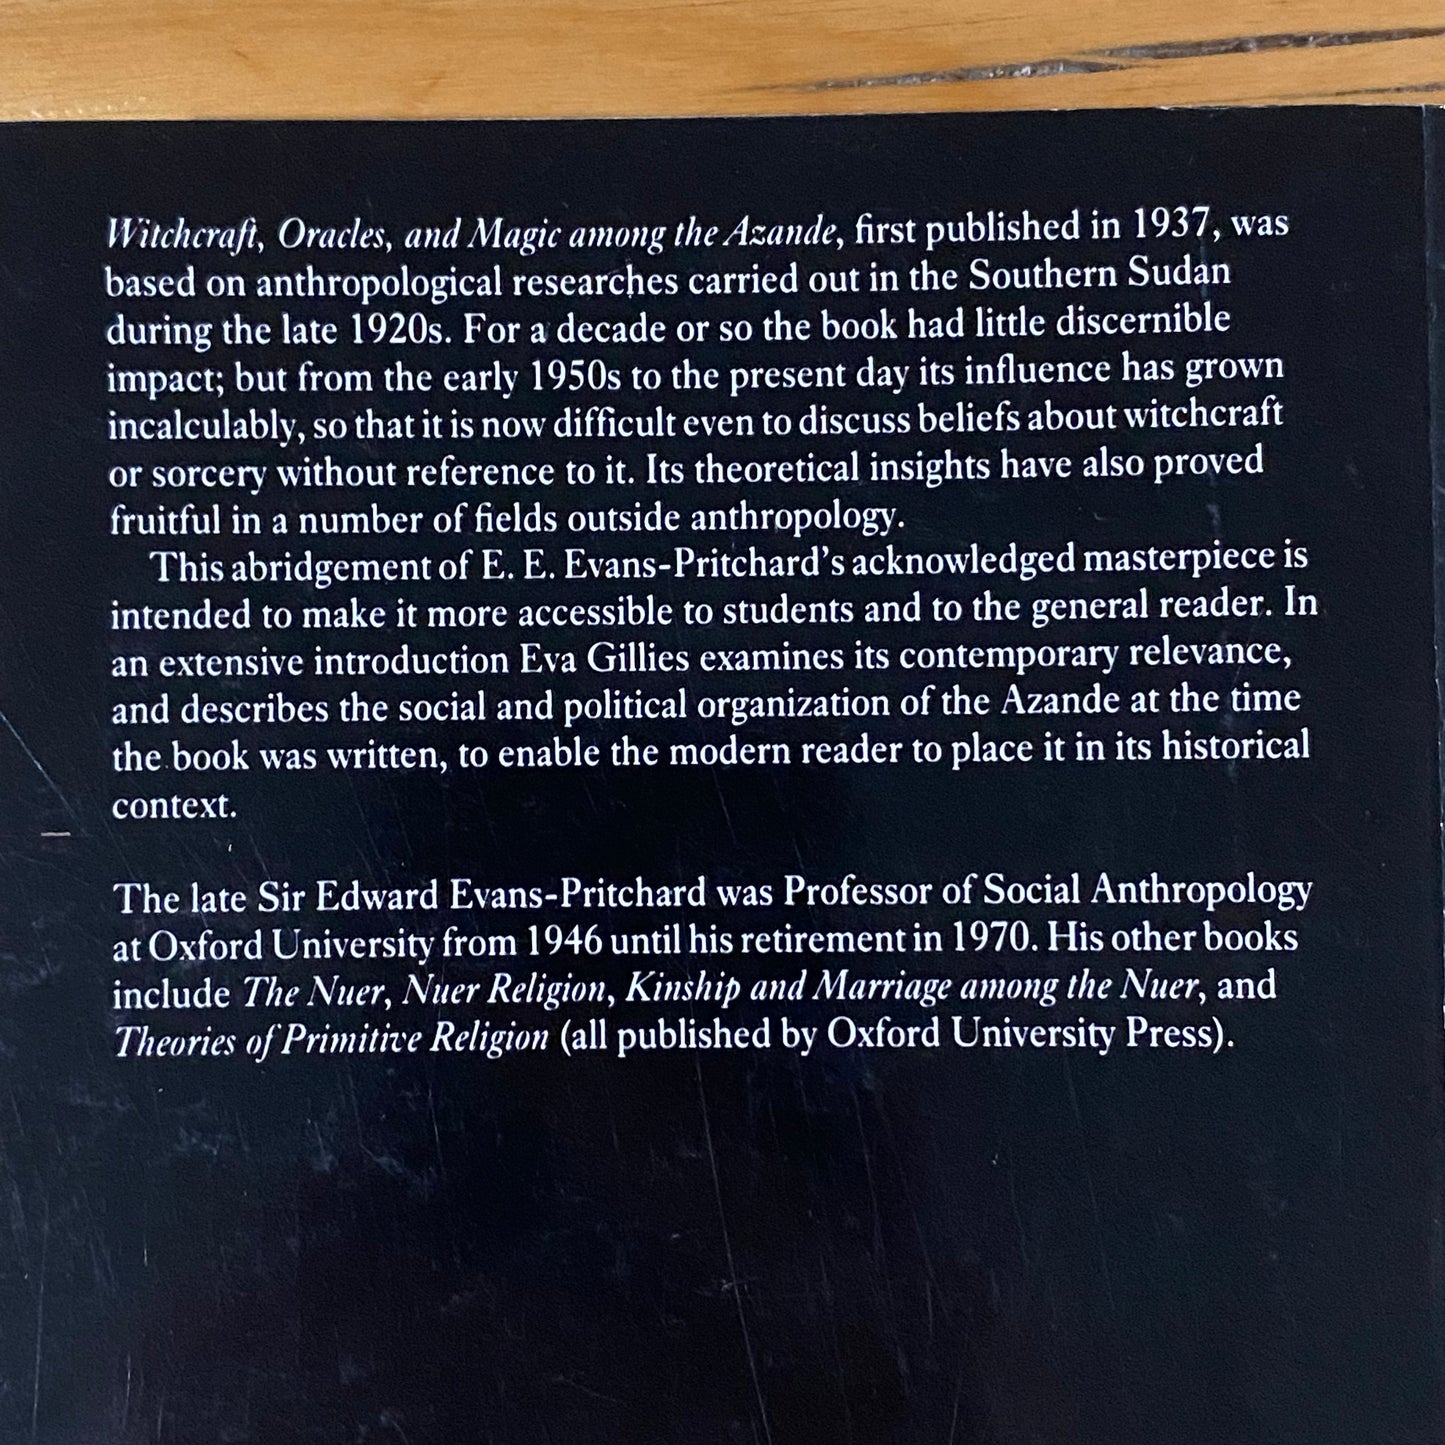 Witchcraft, Oracles, and Magic among the Azande, first published in 1937, was
based on anthropological researches carried out in the Southern Sudan
during the late 1920s. For a decade or so the book had little discernible
impact; but from the early 1950s to the present day its influence has grown
incalculably, so that it is now difficult even to discuss beliefs about witchcraft
or sorcery without reference to it. Its theoretical insights have also proved
fruitful in a number of fields outside anthropology.
This abridgement of E. E. Evans-Pritchard's acknowledged masterpiece is
intended to make it more accessible to students and to the general reader. In
an extensive introduction Eva Gillies examines its contemporary relevance,
and describes the social and political organization of the Azande at the time
the book was written, to enable the modern reader to place it in its historical
context.
The late Sir Edward Evans-Pritchard was Professor of Social Anthropology
at Oxford University from 1946 until his retirement in 1970. His other books
include The Nuer, Nuer Religion, Kinship and Marriage among the Nuer, and
Theories of Primitive Religion (all published by Oxford University Press).